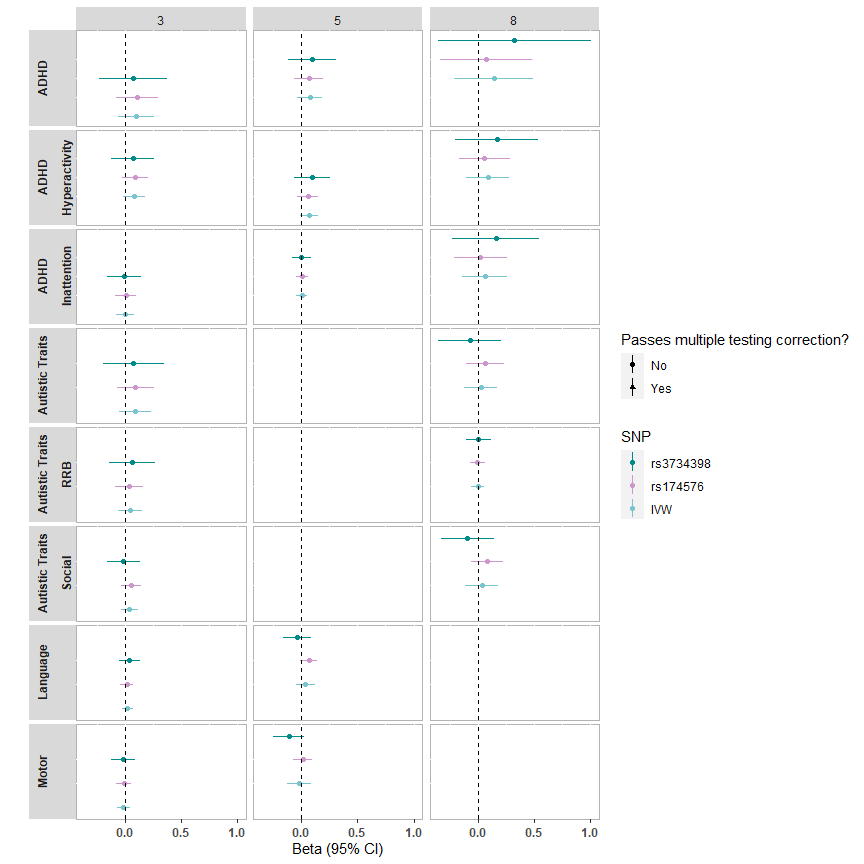 3 5 8
ADHD
ADHD
Hyperactivity
ADHD
Inattention
Autistic Traits
Autistic Traits
RRB
Autistic Traits
Social
Language
Motor
0.0 0.5 1.0 0.0 0.5 1.0 0.0 0.5 1.0
Beta (95% CI)
Passes multiple testing correction?
No
Yes
SNP
rs3734398
rs174576
IVW